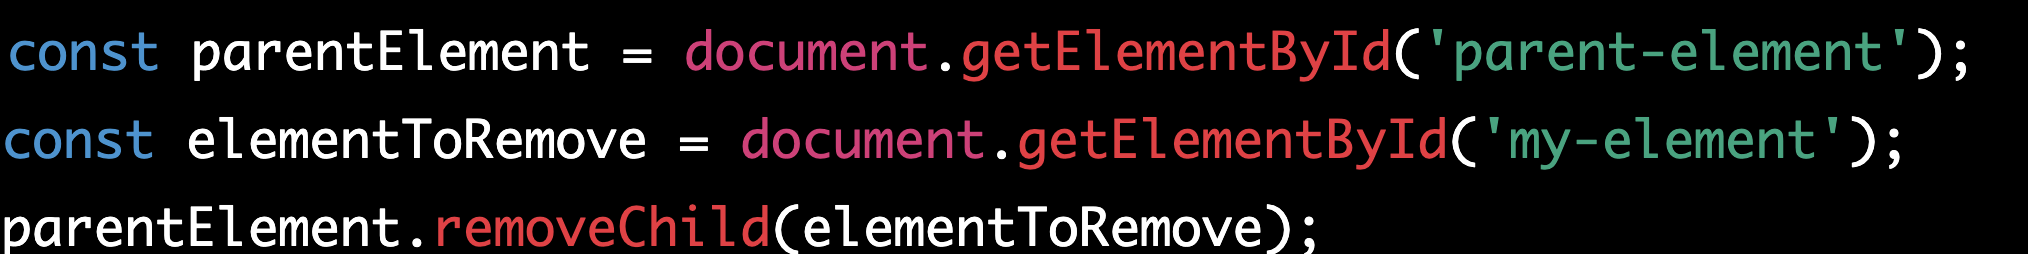 const parentElement = document.getElementById('parent-element');
const elementToRemove = document.getElementById('my-element');
parentElement.removeChild(elementToRemove);